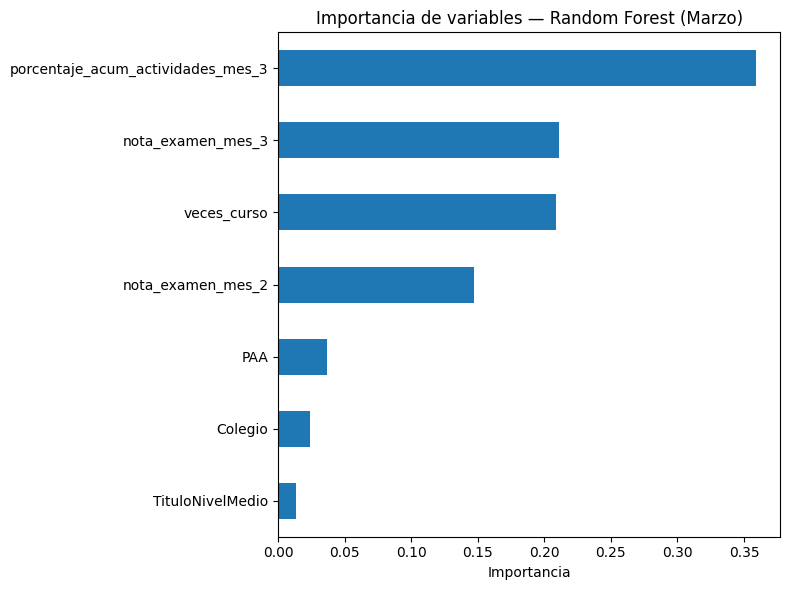 Importancia de variables — Random Forest (Marzo)
porcentaje_acum_actividades_mes_3
nota_examen_mes_3
veces_curso
nota_examen_mes_2
PAA
Colegio
TituloNivelMedio
0.00 0.05 0.10 0.15 0.20 0.25 0.30 0.35
Importancia